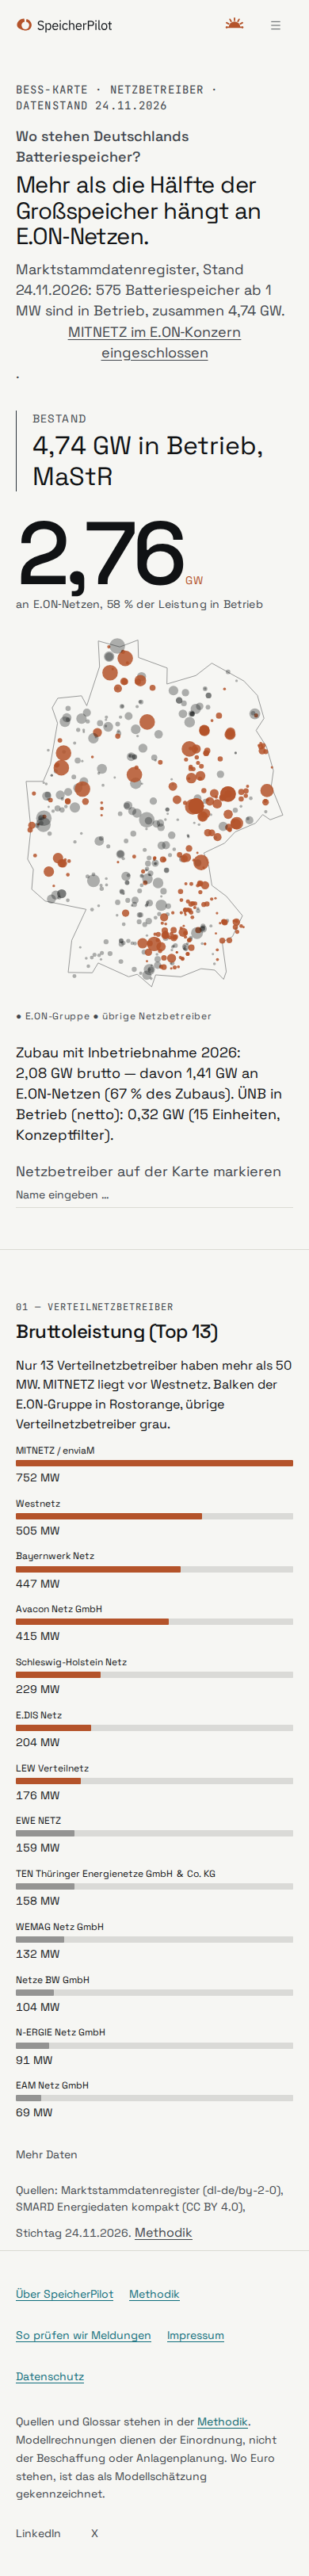 SpeicherPilot
BESS-KARTE · NETZBETREIBER ·
DATENSTAND 24.11.2026
Wo stehen Deutschlands
Batteriespeicher?
Mehr als die Hälfte der
Großspeicher hängt an
E.ON-Netzen.
Marktstammdatenregister, Stand
24.11.2026: 575 Batteriespeicher ab 1
MW sind in Betrieb, zusammen 4,74 GW.
MITNETZ im E.ON-Konzern
eingeschlossen
.
BESTAND
4,74 GW in Betrieb,
MaStR
2,76 GW
an E.ON-Netzen, 58 % der Leistung in Betrieb
● E.ON-Gruppe ● übrige Netzbetreiber
Zubau mit Inbetriebnahme 2026:
2,08 GW brutto — davon 1,41 GW an
E.ON-Netzen (67 % des Zubaus). ÜNB in
Betrieb (netto): 0,32 GW (15 Einheiten,
Konzeptfilter).
Netzbetreiber auf der Karte markieren
Name eingeben …
01 — VERTEILNETZBETREIBER
Bruttoleistung (Top 13)
Nur 13 Verteilnetzbetreiber haben mehr als 50
MW. MITNETZ liegt vor Westnetz. Balken der
E.ON-Gruppe in Rostorange, übrige
Verteilnetzbetreiber grau.
MITNETZ / enviaM
752 MW
Westnetz
505 MW
Bayernwerk Netz
447 MW
Avacon Netz GmbH
415 MW
Schleswig-Holstein Netz
229 MW
E.DIS Netz
204 MW
LEW Verteilnetz
176 MW
EWE NETZ
159 MW
TEN Thüringer Energienetze GmbH & Co. KG
158 MW
WEMAG Netz GmbH
132 MW
Netze BW GmbH
104 MW
N-ERGIE Netz GmbH
91 MW
EAM Netz GmbH
69 MW
Mehr Daten
Quellen: Marktstammdatenregister (dl-de/by-2-0),
SMARD Energiedaten kompakt (CC BY 4.0),
Stichtag 24.11.2026. Methodik
Über SpeicherPilot Methodik
So prüfen wir Meldungen Impressum
Datenschutz
Quellen und Glossar stehen in der Methodik.
Modellrechnungen dienen der Einordnung, nicht
der Beschaffung oder Anlagenplanung. Wo Euro
stehen, ist das als Modellschätzung
gekennzeichnet.
LinkedIn X